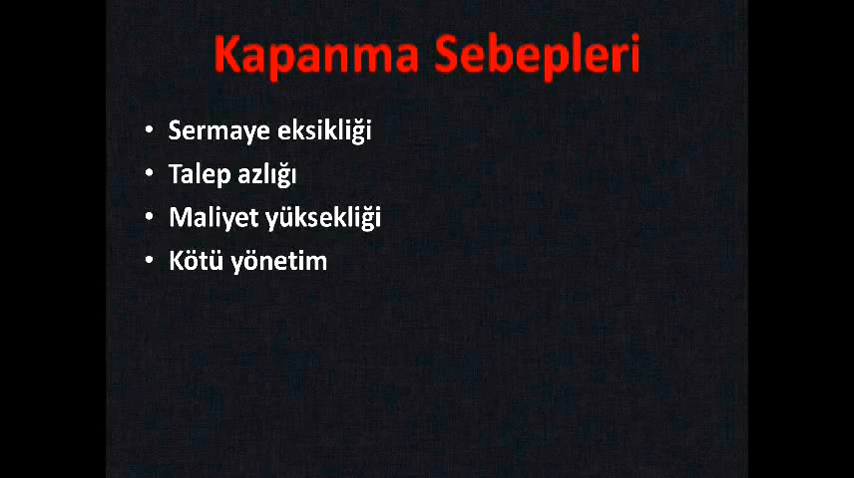 Kapanma Sebepleri
• Sermaye eksikliği
• Talep azlığı
• Maliyet yüksekliği
• Kötü yönetim